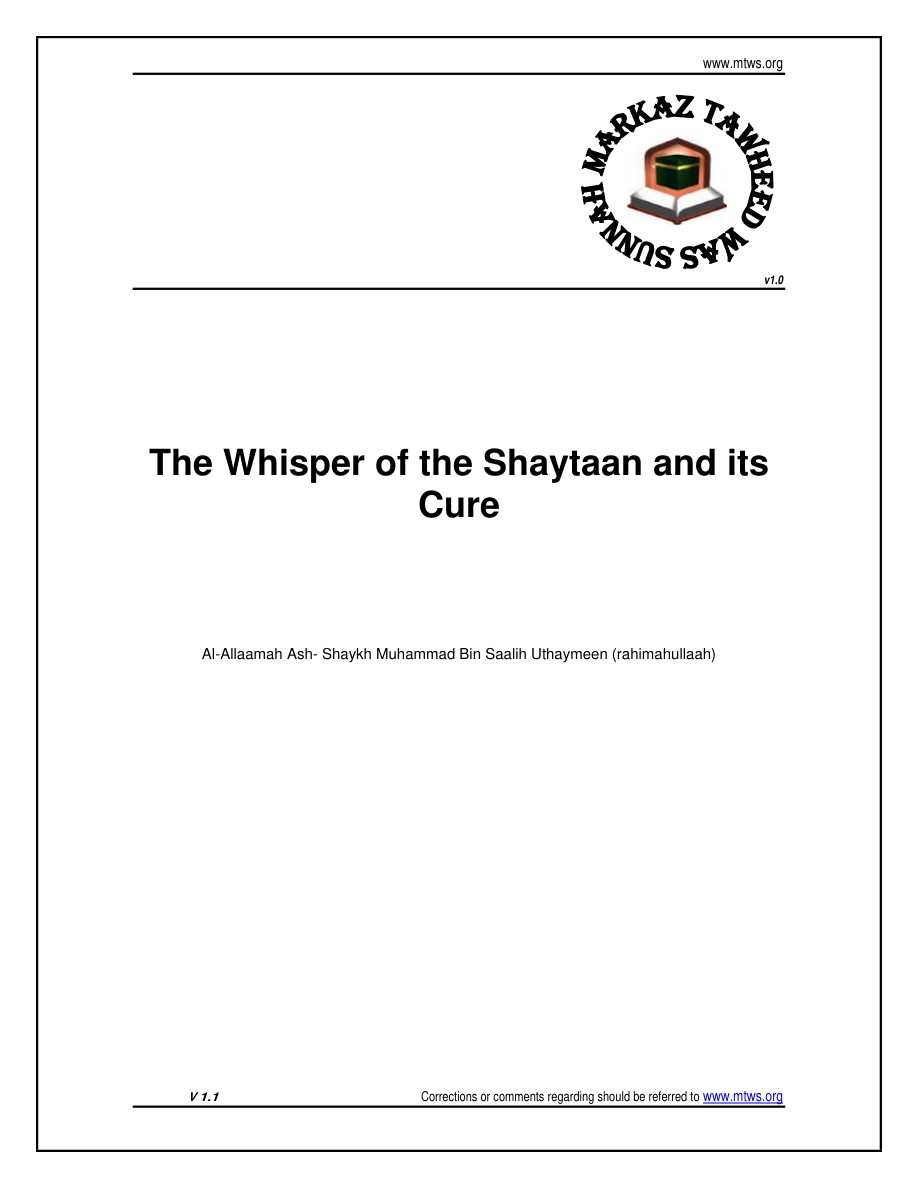 www.mtws.org
MARKAZ TAWHEED WAS SUNNAH
v1.0
The Whisper of the Shaytaan and its
Cure
Al-Allaamah Ash- Shaykh Muhammad Bin Saalih Uthaymeen (rahimahullaah)
V 1.1 Corrections or comments regarding should be referred to www.mtws.org